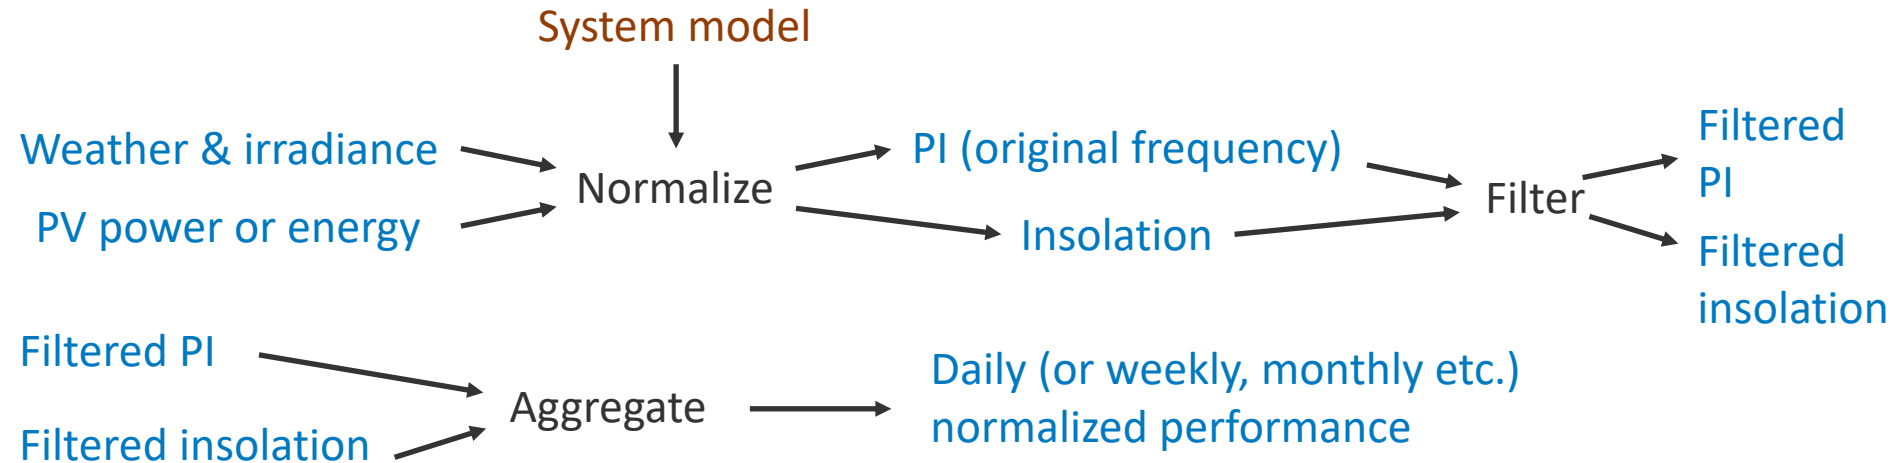 System model
Weather & irradiance
PV power or energy
Normalize
PI (original frequency)
Insolation
Filter
Filtered
PI
Filtered
insolation
Filtered PI
Filtered insolation
Aggregate
Daily (or weekly, monthly etc.)
normalized performance